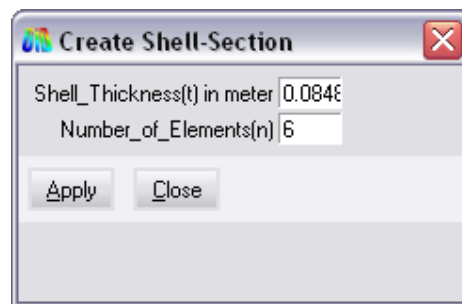 Create Shell-Section
Shell_Thickness(t) in meter 0.0848
Number_of_Elements(n) 6
Apply Close